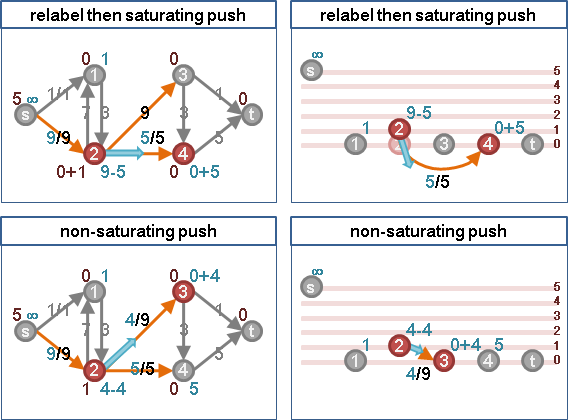 relabel then saturating push
relabel then saturating push
0 1 0
1 3
5 ∞ 1/1 9 1 0
s 7 3 3 t
9/9 5/5 5
2 4
0+1 9-5 0 0+5
∞
s
5
4
3
9-5 2
1 2 0+5 1
1 2 3 4 t 0
5/5
non-saturating push
non-saturating push
0 1 0 0+4
1 3
5 ∞ 1/1 4/9 1 0
s 7 3 3 t
9/9 5/5 5
2 4
1 4-4 0 5
∞
s
5
4
3
4-4 2
1 2 0+4 5 1
1 3 4 t 0
4/9